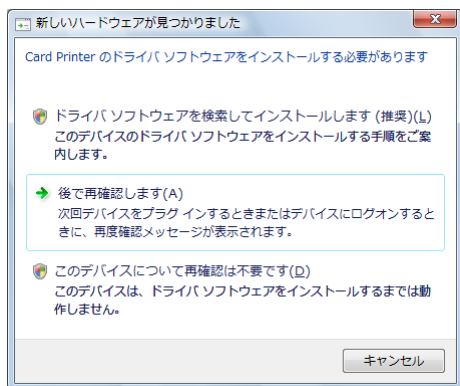 新しいハードウェアが見つかりました
Card Printer のドライバ ソフトウェアをインストールする必要があります
ドライバ ソフトウェアを検索してインストールします (推奨)(L)
このデバイスのドライバ ソフトウェアをインストールする手順をご案
内します。
後で再確認します(A)
次回デバイスをプラグ インするときまたはデバイスにログオンすると
きに、再度確認メッセージが表示されます。
このデバイスについて再確認は不要です(D)
このデバイスは、ドライバ ソフトウェアをインストールするまでは動
作しません。
キャンセル